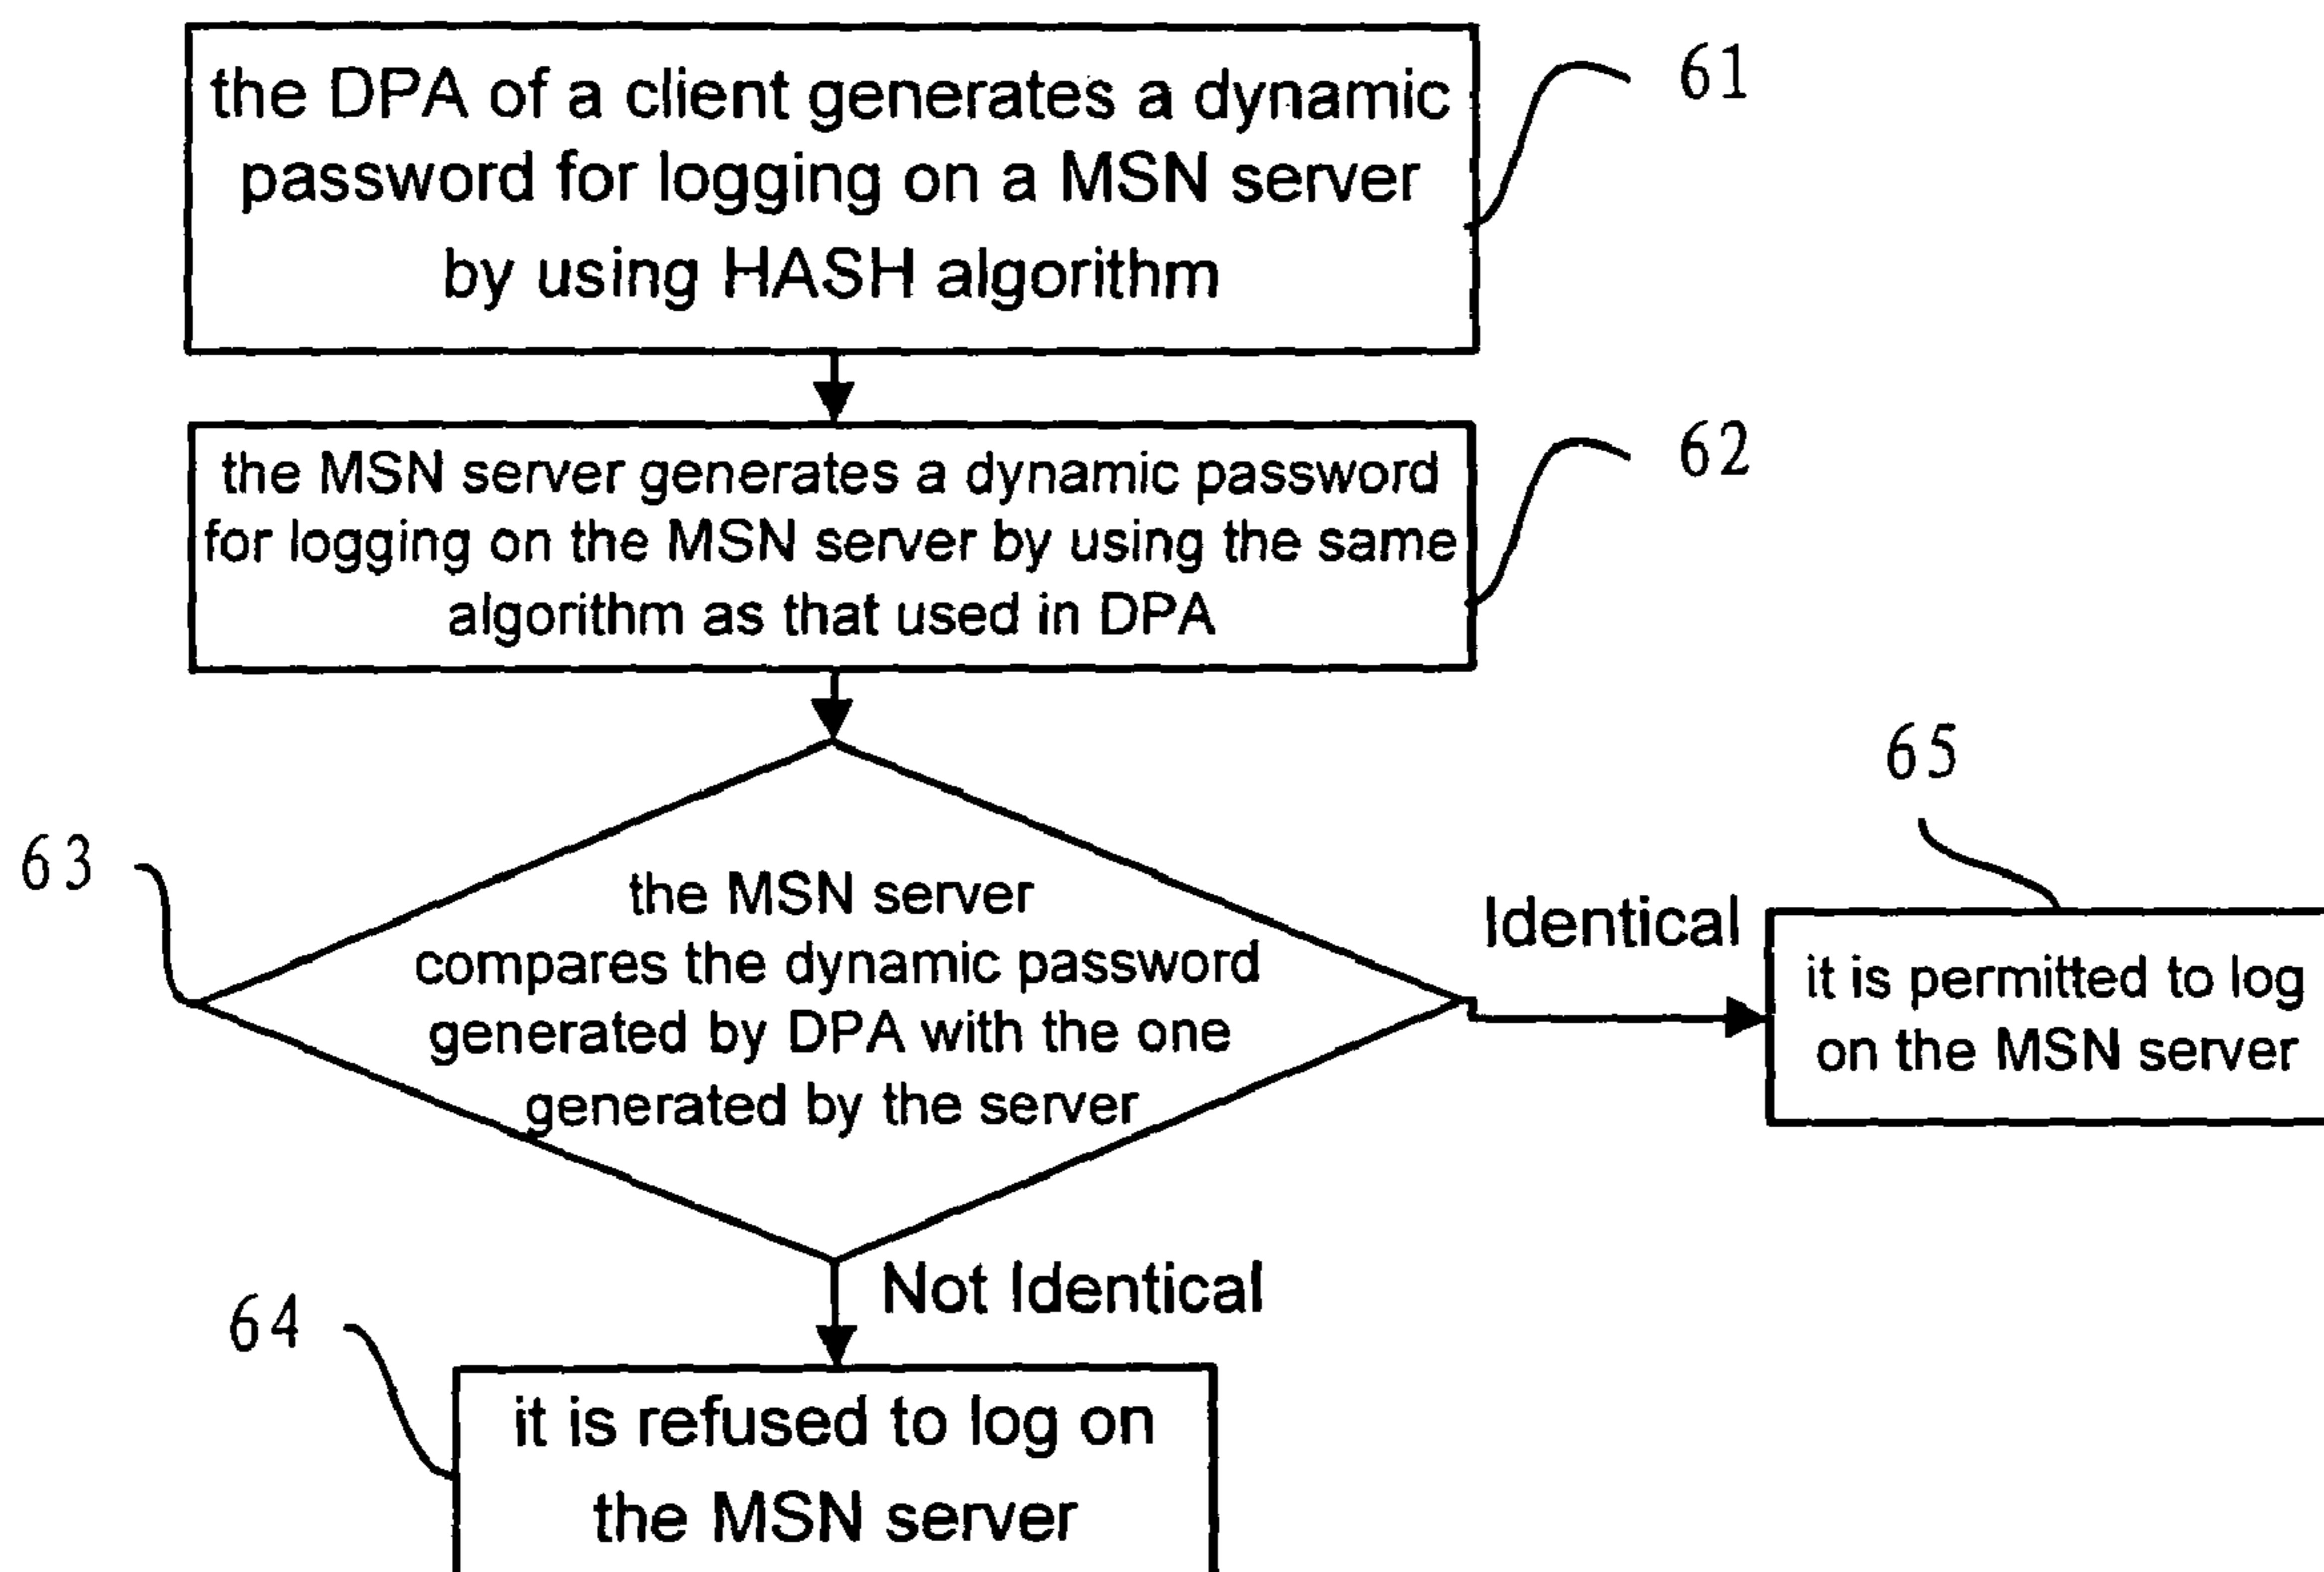 the DPA of a client generates a dynamic
password for logging on a MSN server
by using HASH algorithm
61
the MSN server generates a dynamic password
for logging on the MSN server by using the same
algorithm as that used in DPA
62
63
the MSN server
compares the dynamic password
generated by DPA with the one
generated by the server
Identical
65
it is permitted to log
on the MSN server
Not Identical
64
it is refused to log on
the MSN server